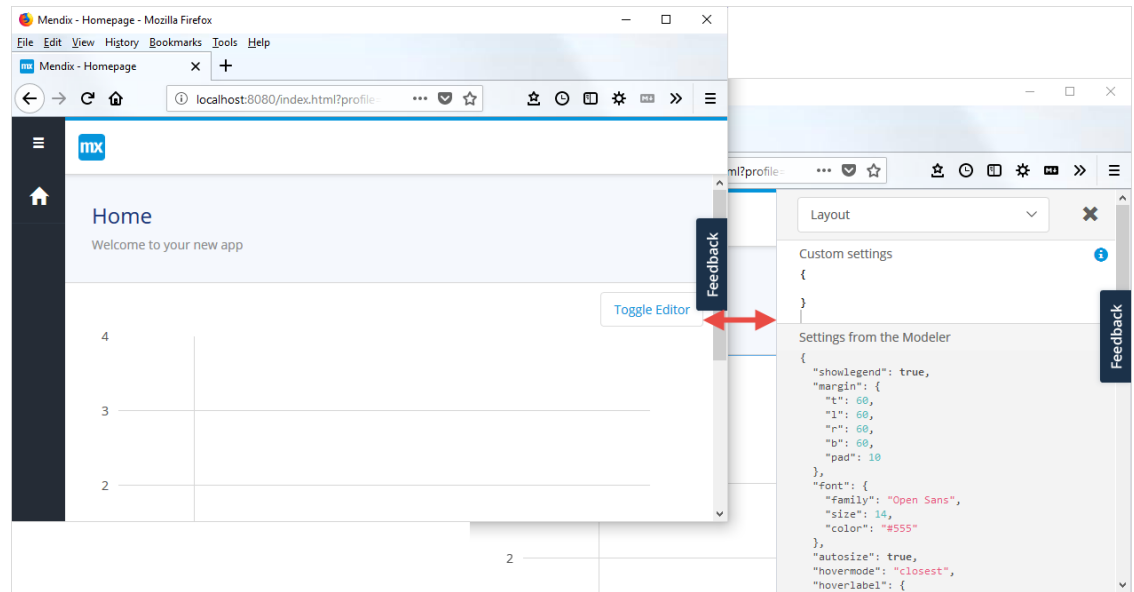 Mendix - Homepage - Mozilla Firefox
File Edit View History Bookmarks Tools Help
mx Mendix - Homepage
localhost:8080/index.html?profile=
mx
Home
Welcome to your new app
Feedback
Toggle Editor
4
3
2
ml?profile=
Layout
Custom settings
{
}
Feedback
Settings from the Modeler
{
"showlegend": true,
"margin": {
"t": 60,
"l": 60,
"r": 60,
"b": 60,
"pad": 10
},
"font": {
"family": "Open Sans",
"size": 14,
"color": "#555"
},
"autosize": true,
"hovermode": "closest",
"hoverlabel": {
2